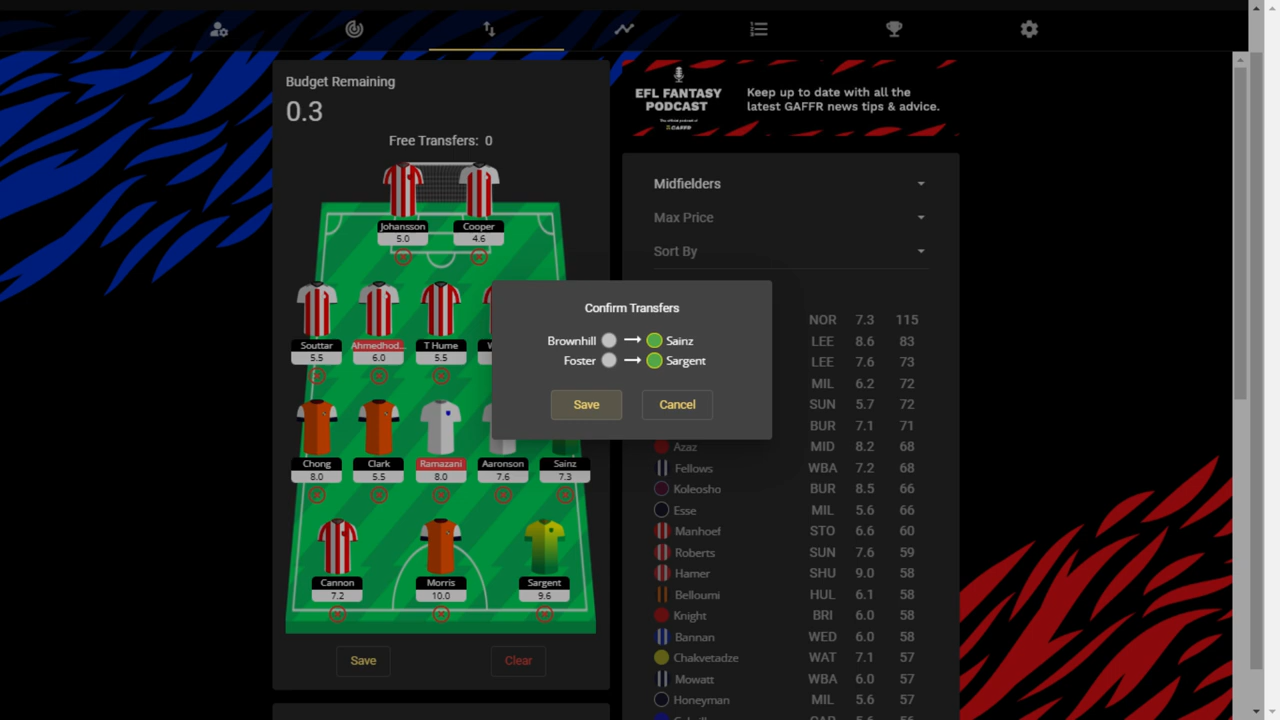 Budget Remaining
0.3
Free Transfers: 0
Johansson
5.0
Cooper
4.6
Souttar
5.5
Ahmedhod...
6.0
T Hume
5.5
Chong
8.0
Clark
5.5
Ramazani
8.0
Aaronson
7.6
Sainz
7.3
Cannon
7.2
Morris
10.0
Sargent
9.6
Save
Clear
Confirm Transfers
Brownhill Sainz
Foster Sargent
Save Cancel
EFL FANTASY
PODCAST
The official podcast of
GAFFR
Keep up to date with all the
latest GAFFR news tips & advice.
Midfielders
Max Price
Sort By
NOR 7.3 115
LEE 8.6 83
LEE 7.6 73
MIL 6.2 72
SUN 5.7 72
BUR 7.1 71
Azaz MID 8.2 68
Fellows WBA 7.2 68
Koleosho BUR 8.5 66
Esse MIL 5.6 66
Manhoef STO 6.6 60
Roberts SUN 7.6 59
Hamer SHU 9.0 58
Belloumi HUL 6.1 58
Knight BRI 6.0 58
Bannan WED 6.0 58
Chakvetadze WAT 7.1 57
Mowatt WBA 6.0 57
Honeyman MIL 5.6 57